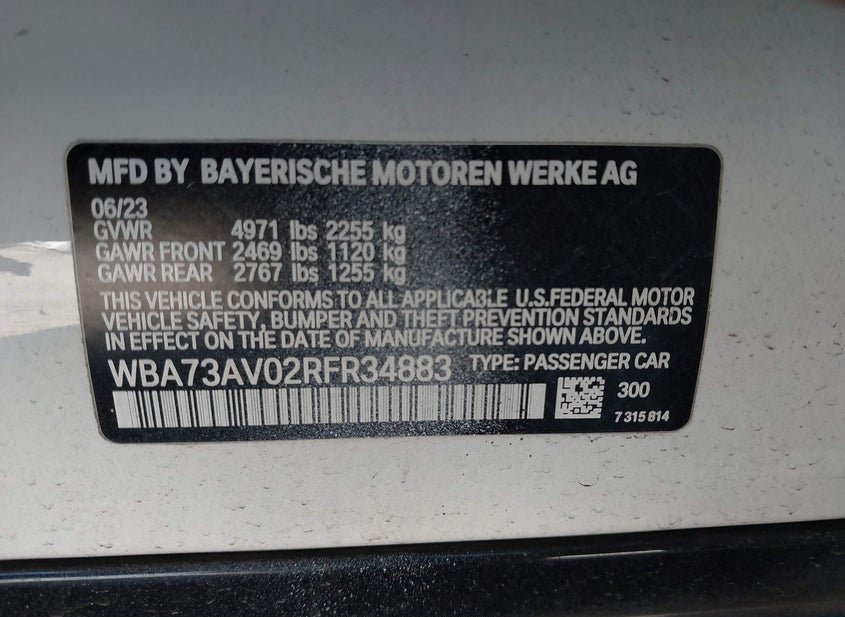 MFD BY BAYERISCHE MOTOREN WERKE AG
06/23
GVWR 4971 lbs 2255 kg
GAWR FRONT 2469 lbs 1120 kg
GAWR REAR 2767 lbs 1255 kg
THIS VEHICLE CONFORMS TO ALL APPLICABLE U.S.FEDERAL MOTOR
VEHICLE SAFETY, BUMPER AND THEFT PREVENTION STANDARDS
IN EFFECT ON THE DATE OF MANUFACTURE SHOWN ABOVE.
WBA73AV02RFR34883 TYPE: PASSENGER CAR
300
7 315 814